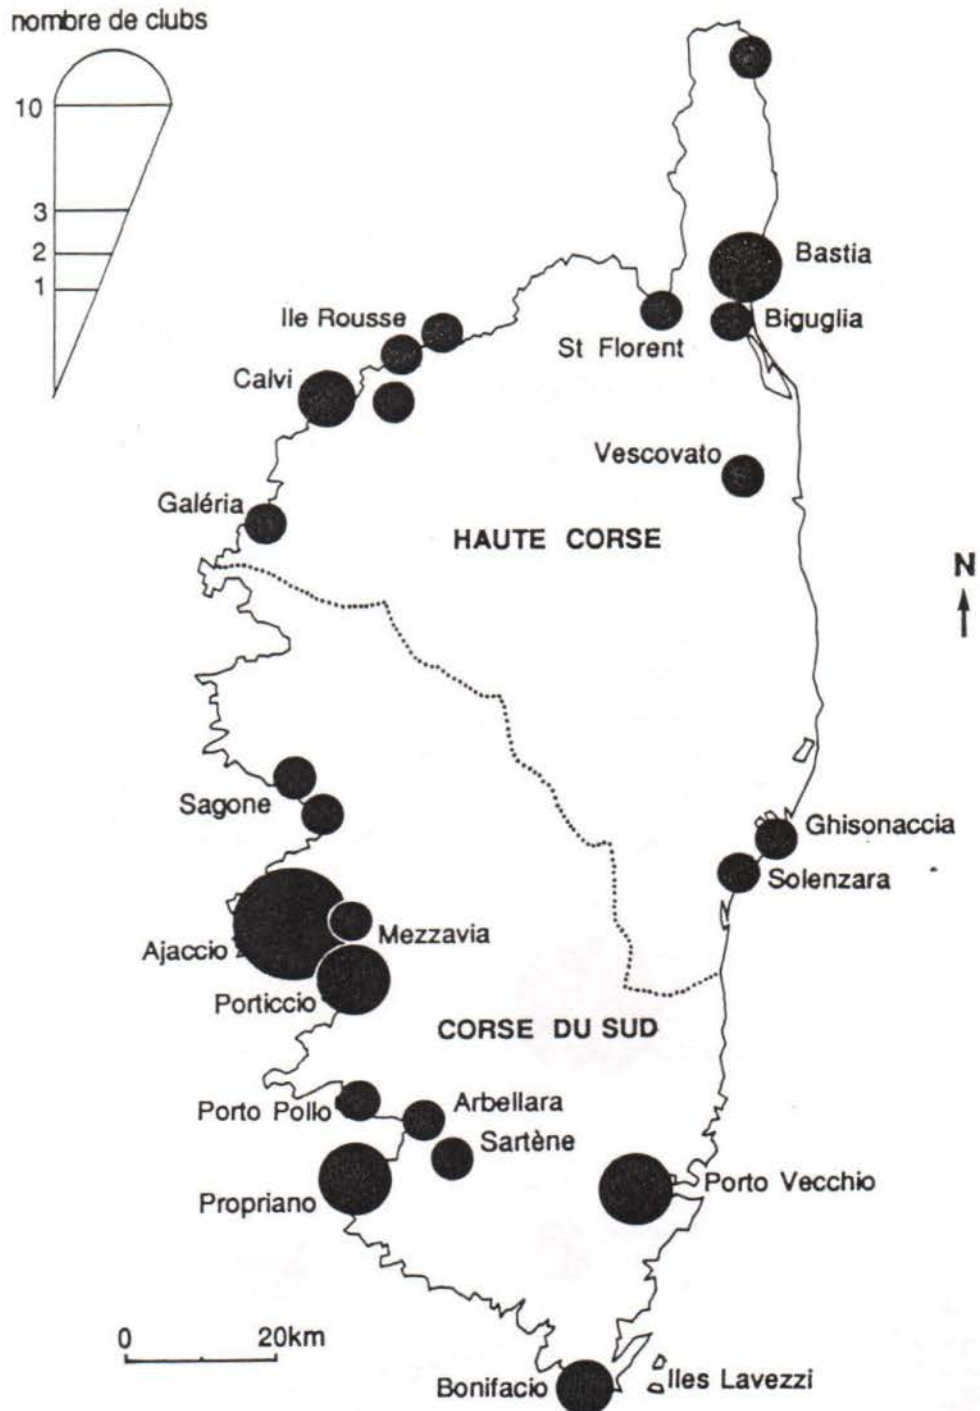 nombre de clubs
10
3
2
1
Bastia
Ile Rousse
Biguglia
St Florent
Calvi
Vescovato
Galéria
HAUTE CORSE
N
Sagone
Ghisonaccia
Solenzara
Mezzavia
Ajaccio
Porticcio
CORSE DU SUD
Porto Pollo
Arbellara
Sartène
Porto Vecchio
Propriano
0 20km
Bonifacio
Iles Lavezzi